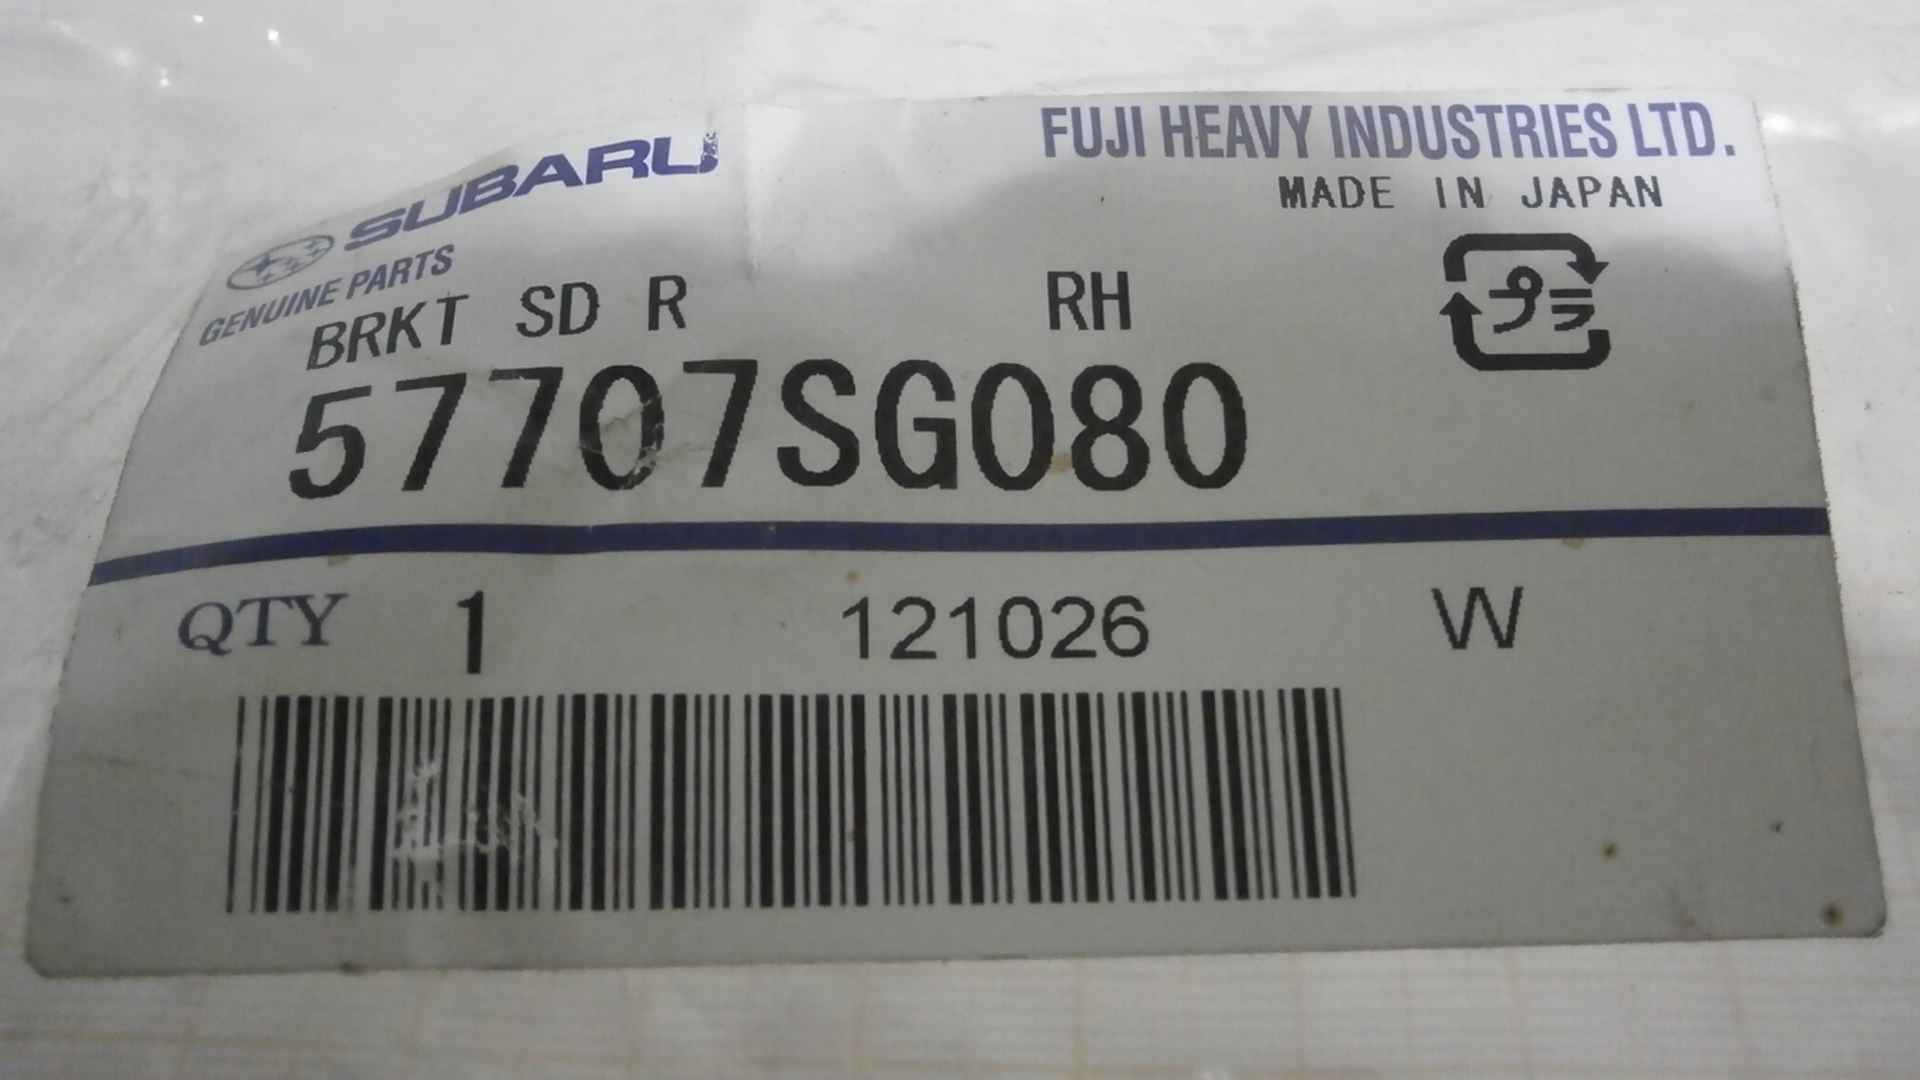 SUBARU
FUJI HEAVY INDUSTRIES LTD.
MADE IN JAPAN
GENUINE PARTS
BRKT SD R RH
プラ
57707SG080
QTY 1 121026 W